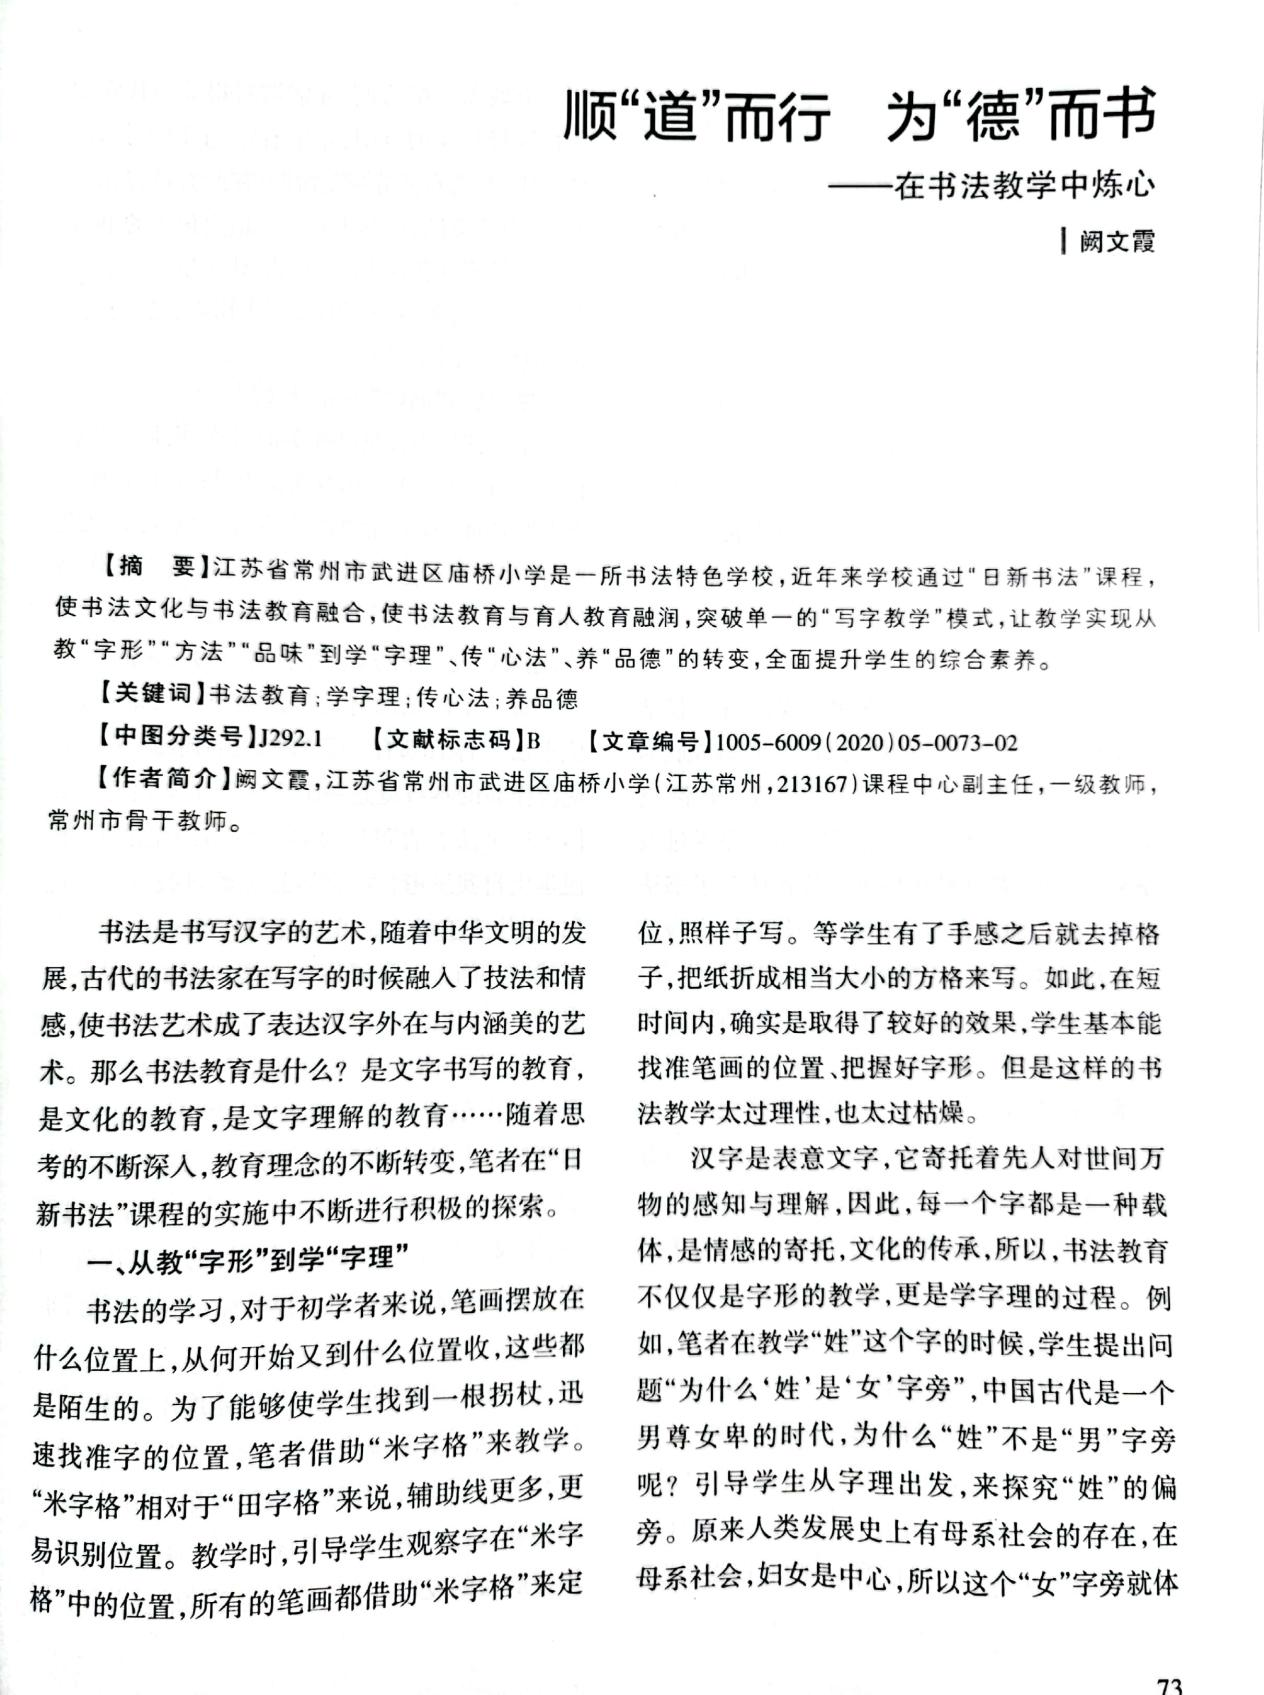 顺“道”而行　为“德”而书
——在书法教学中炼心
| 阙文霞
【摘　要】江苏省常州市武进区庙桥小学是一所书法特色学校,近年来学校通过“日新书法”课程,
使书法文化与书法教育融合,使书法教育与育人教育融润,突破单一的“写字教学”模式,让教学实现从
教“字形”“方法”“品味”到学“字理”、传“心法”、养“品德”的转变,全面提升学生的综合素养。
【关键词】书法教育;学字理;传心法;养品德
【中图分类号】J292.1　【文献标志码】B　【文章编号】1005-6009(2020)05-0073-02
【作者简介】阙文霞,江苏省常州市武进区庙桥小学(江苏常州,213167)课程中心副主任,一级教师,
常州市骨干教师。
书法是书写汉字的艺术,随着中华文明的发
展,古代的书法家在写字的时候融入了技法和情
感,使书法艺术成了表达汉字外在与内涵美的艺
术。那么书法教育是什么？是文字书写的教育,
是文化的教育,是文字理解的教育……随着思
考的不断深入,教育理念的不断转变,笔者在“日
新书法”课程的实施中不断进行积极的探索。
一、从教“字形”到学“字理”
书法的学习,对于初学者来说,笔画摆放在
什么位置上,从何开始又到什么位置收,这些都
是陌生的。为了能够使学生找到一根拐杖,迅
速找准字的位置,笔者借助“米字格”来教学。
“米字格”相对于“田字格”来说,辅助线更多,更
易识别位置。教学时,引导学生观察字在“米字
格”中的位置,所有的笔画都借助“米字格”来定
位,照样子写。等学生有了手感之后就去掉格
子,把纸折成相当大小的方格来写。如此,在短
时间内,确实是取得了较好的效果,学生基本能
找准笔画的位置、把握好字形。但是这样的书
法教学太过理性,也太过枯燥。
汉字是表意文字,它寄托着先人对世间万
物的感知与理解,因此,每一个字都是一种载
体,是情感的寄托,文化的传承,所以,书法教育
不仅仅是字形的教学,更是学字理的过程。例
如,笔者在教学“姓”这个字的时候,学生提出问
题“为什么‘姓’是‘女’字旁”,中国古代是一个
男尊女卑的时代,为什么“姓”不是“男”字旁
呢？引导学生从字理出发,来探究“姓”的偏
旁。原来人类发展史上有母系社会的存在,在
母系社会,妇女是中心,所以这个“女”字旁就体
73